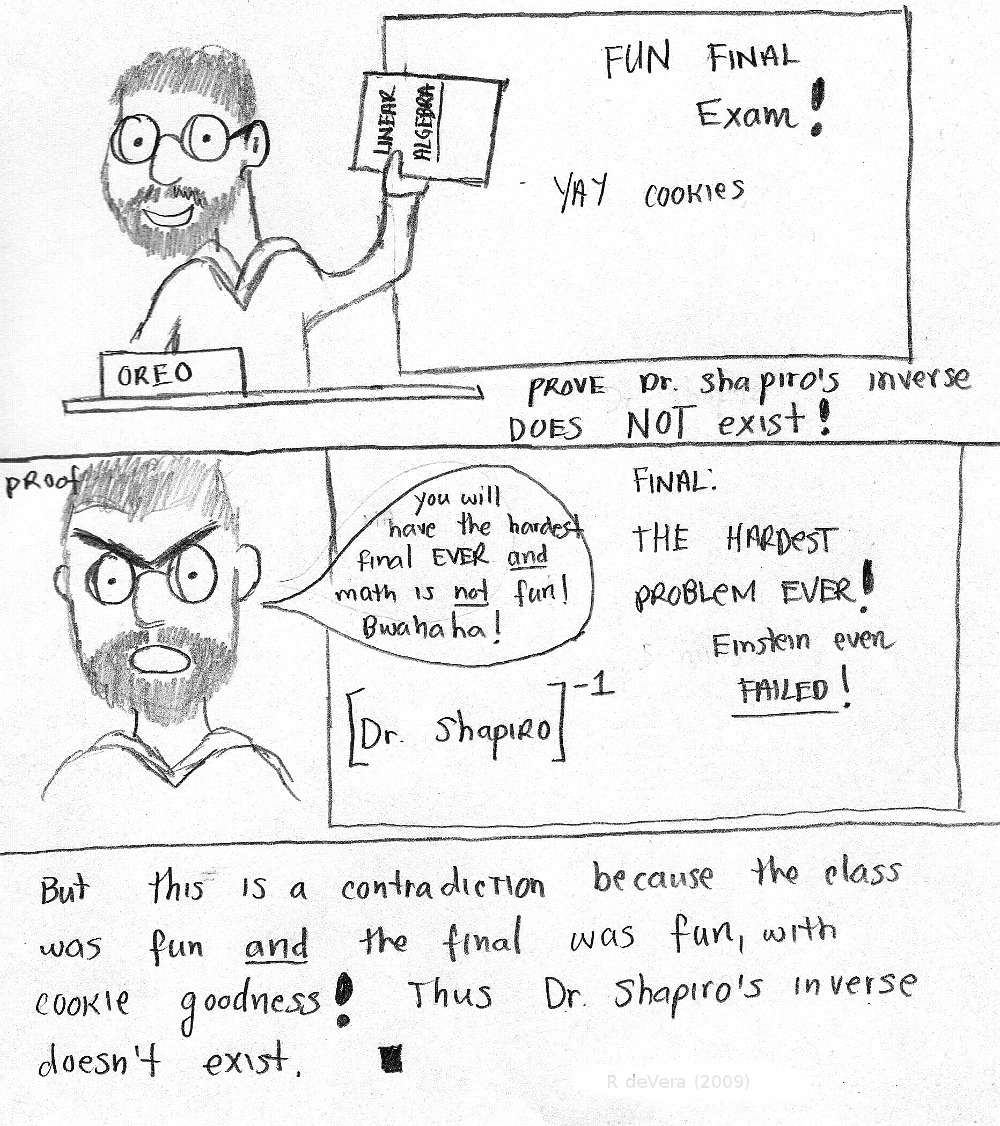 FUN FINAL
Exam!
YAY COOKIES
LINEAR
ALGEBRA
OREO
PROVE Dr. Shapiro's inverse
DOES NOT exist!
PROOF
you will
have the hardest
final EVER and
math is not fun!
Bwahaha!
[Dr. Shapiro]-1
FINAL:
THE HARDEST
PROBLEM EVER!
Einstein even
FAILED!
But this is a contradiction because the class
was fun and the final was fun, with
cookie goodness! Thus Dr. Shapiro's inverse
doesn't exist. ■
R deVera (2009)